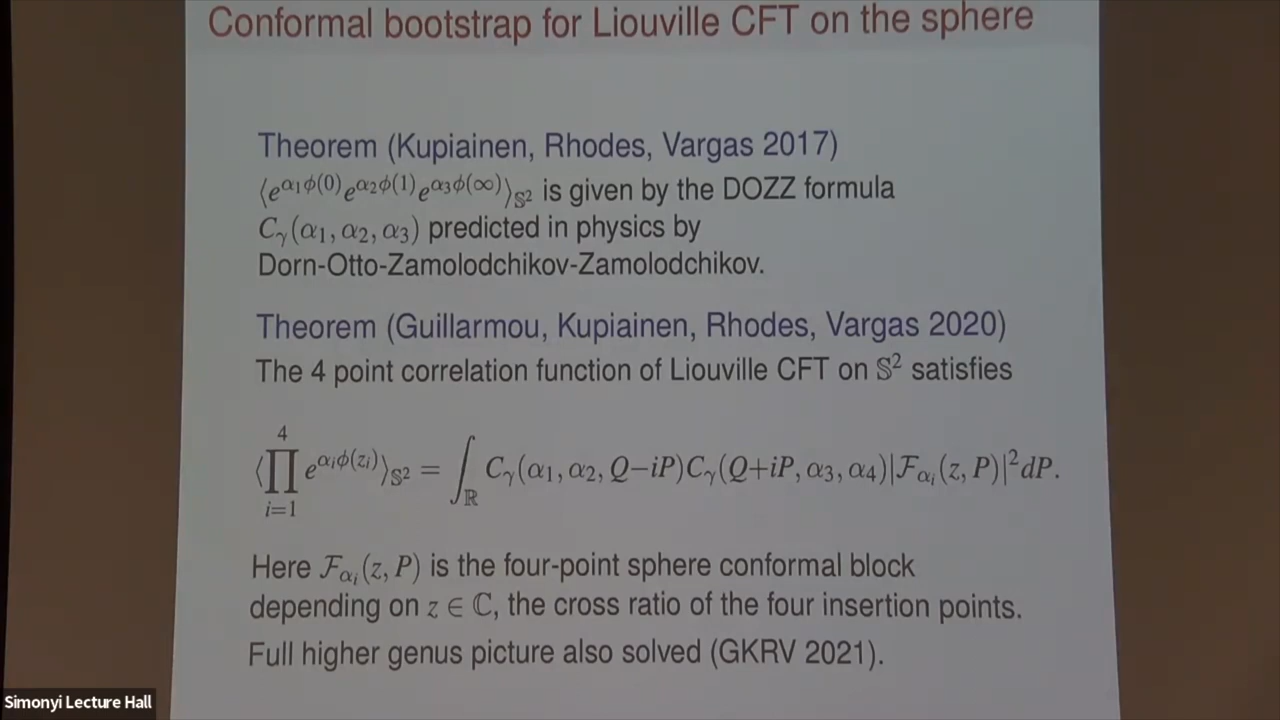 Conformal bootstrap for Liouville CFT on the sphere
Theorem (Kupiainen, Rhodes, Vargas 2017)
⟨e^{α₁ϕ(0)} e^{α₂ϕ(1)} e^{α₃ϕ(∞)}⟩_{𝕊²} is given by the DOZZ formula
C_γ(α₁, α₂, α₃) predicted in physics by
Dorn-Otto-Zamolodchikov-Zamolodchikov.
Theorem (Guillarmou, Kupiainen, Rhodes, Vargas 2020)
The 4 point correlation function of Liouville CFT on 𝕊² satisfies
⟨∏_{i=1}^{4} e^{α_iϕ(z_i)}⟩_{𝕊²} = ∫_ℝ C_γ(α₁, α₂, Q−iP)C_γ(Q+iP, α₃, α₄)|ℱ_{α_i}(z, P)|²dP.
Here ℱ_{α_i}(z, P) is the four-point sphere conformal block
depending on z ∈ ℂ, the cross ratio of the four insertion points.
Full higher genus picture also solved (GKRV 2021).
Simonyi Lecture Hall